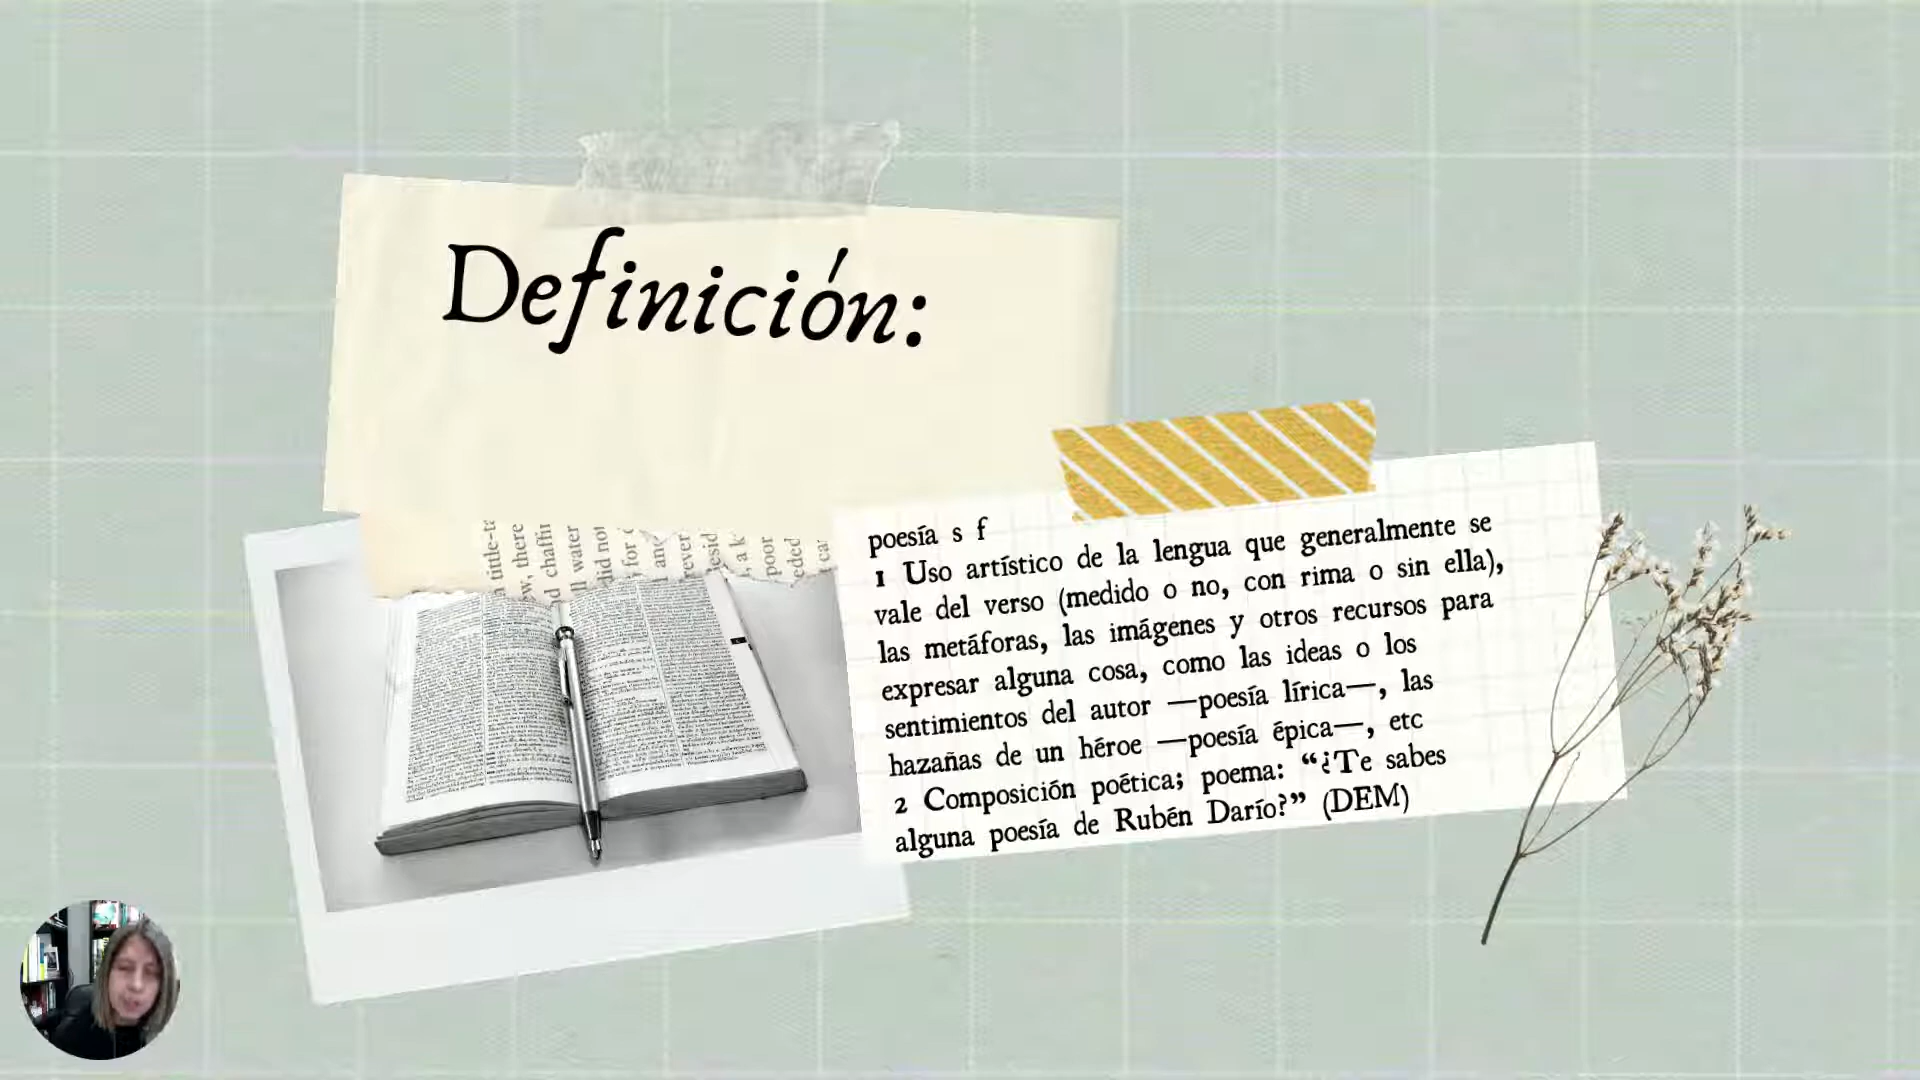 Definición:
poesía s f
1 Uso artístico de la lengua que generalmente se
vale del verso (medido o no, con rima o sin ella),
las metáforas, las imágenes y otros recursos para
expresar alguna cosa, como las ideas o los
sentimientos del autor —poesía lírica—, las
hazañas de un héroe —poesía épica—, etc
2 Composición poética; poema: “¿Te sabes
alguna poesía de Rubén Darío?” (DEM)